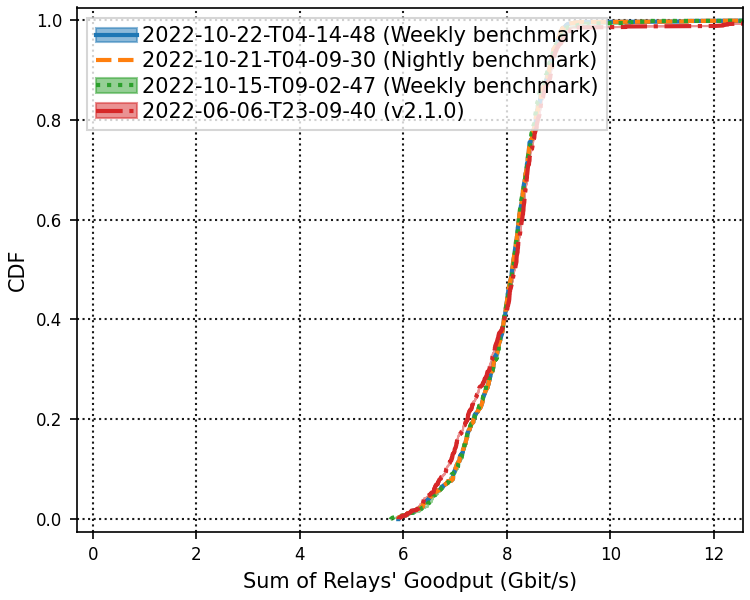 2022-10-22-T04-14-48 (Weekly benchmark)
2022-10-21-T04-09-30 (Nightly benchmark)
2022-10-15-T09-02-47 (Weekly benchmark)
2022-06-06-T23-09-40 (v2.1.0)
1.0
0.8
0.6
0.4
0.2
0.0
CDF
0 2 4 6 8 10 12
Sum of Relays' Goodput (Gbit/s)